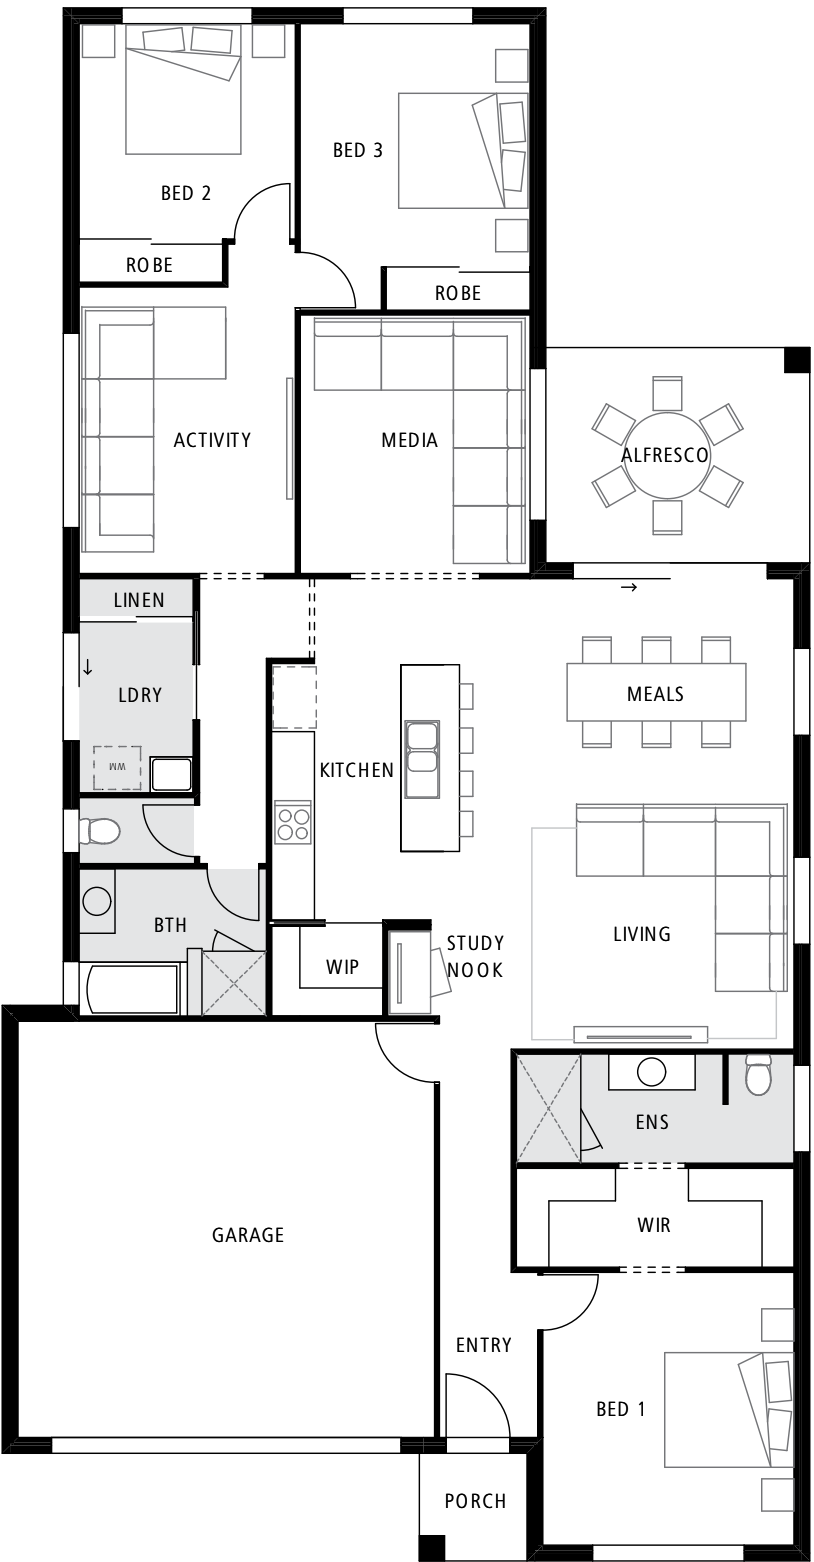 BED 3
BED 2
ROBE
ROBE
ACTIVITY
MEDIA
ALFRESCO
LINEN
LDRY
MEALS
WM
KITCHEN
BTH
LIVING
STUDY
NOOK
WIP
ENS
WIR
GARAGE
ENTRY
BED 1
PORCH